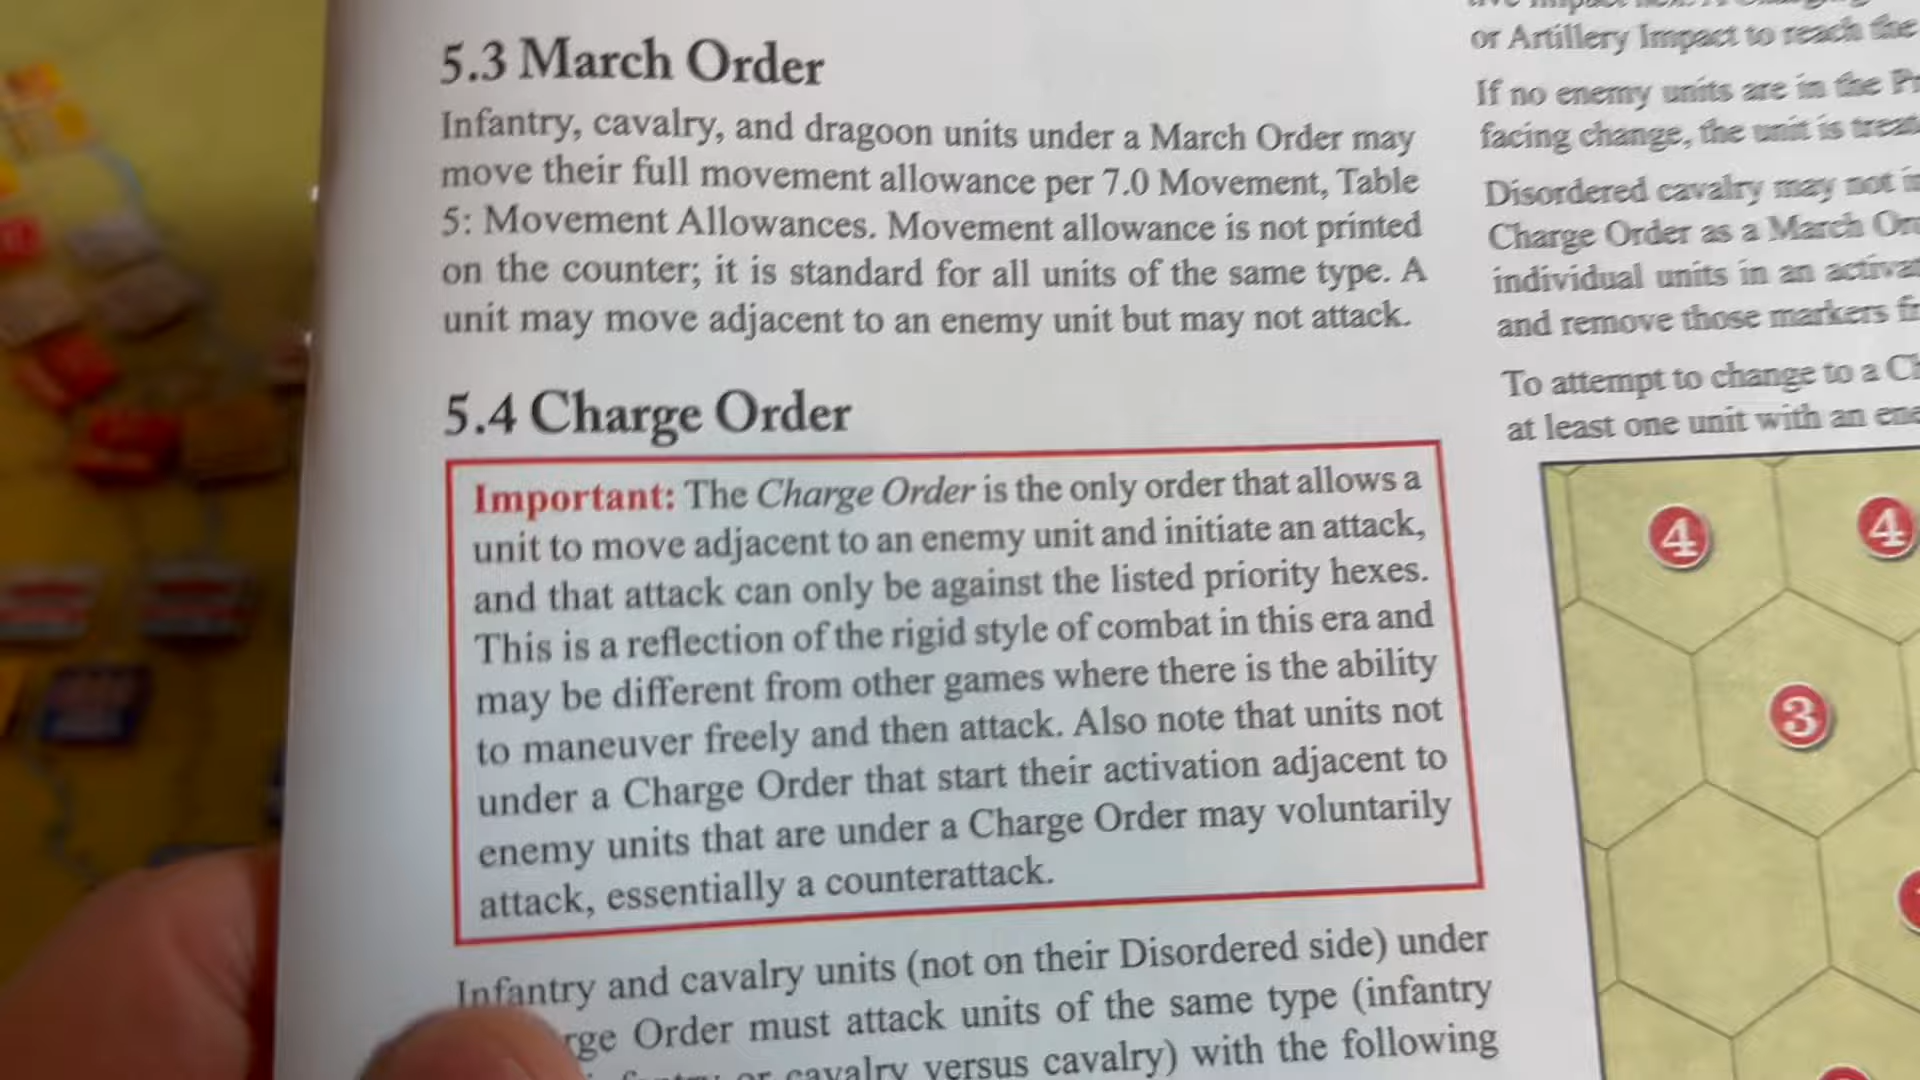 5.3 March Order
Infantry, cavalry, and dragoon units under a March Order may
move their full movement allowance per 7.0 Movement, Table
5: Movement Allowances. Movement allowance is not printed
on the counter; it is standard for all units of the same type. A
unit may move adjacent to an enemy unit but may not attack.
5.4 Charge Order
Important: The Charge Order is the only order that allows a
unit to move adjacent to an enemy unit and initiate an attack,
and that attack can only be against the listed priority hexes.
This is a reflection of the rigid style of combat in this era and
may be different from other games where there is the ability
to maneuver freely and then attack. Also note that units not
under a Charge Order that start their activation adjacent to
enemy units that are under a Charge Order may voluntarily
attack, essentially a counterattack.
Infantry and cavalry units (not on their Disordered side) under
rge Order must attack units of the same type (infantry
or cavalry versus cavalry) with the following
or Artillery Impact to reach the
If no enemy units are in the
facing change, the unit is
Disordered cavalry may not
Charge Order as a March
individual units in an
and remove those markers
To attempt to change to a
at least one unit with an
4
4
3